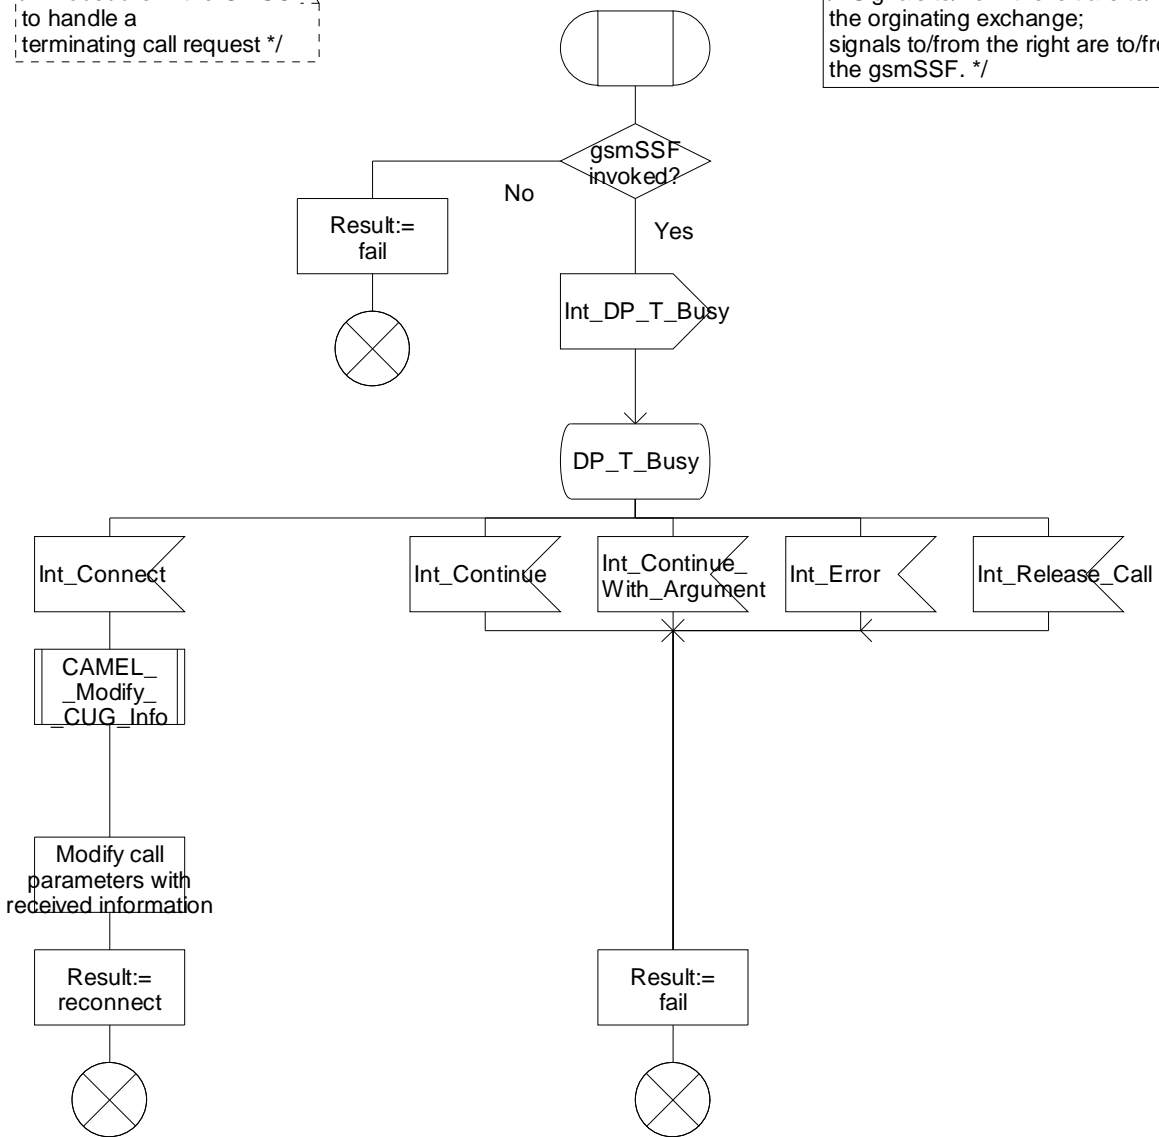 to handle a
terminating call request */
the orginating exchange;
signals to/from the right are to/fro
the gsmSSF. */
gsmSSF
invoked?
No
Yes
Result:=
fail
Int_DP_T_Busy
DP_T_Busy
Int_Connect
Int_Continue
Int_Continue_
With_Argument
Int_Error
Int_Release_Call
CAMEL_
_Modify_
_CUG_Info
Modify call
parameters with
received information
Result:=
reconnect
Result:=
fail